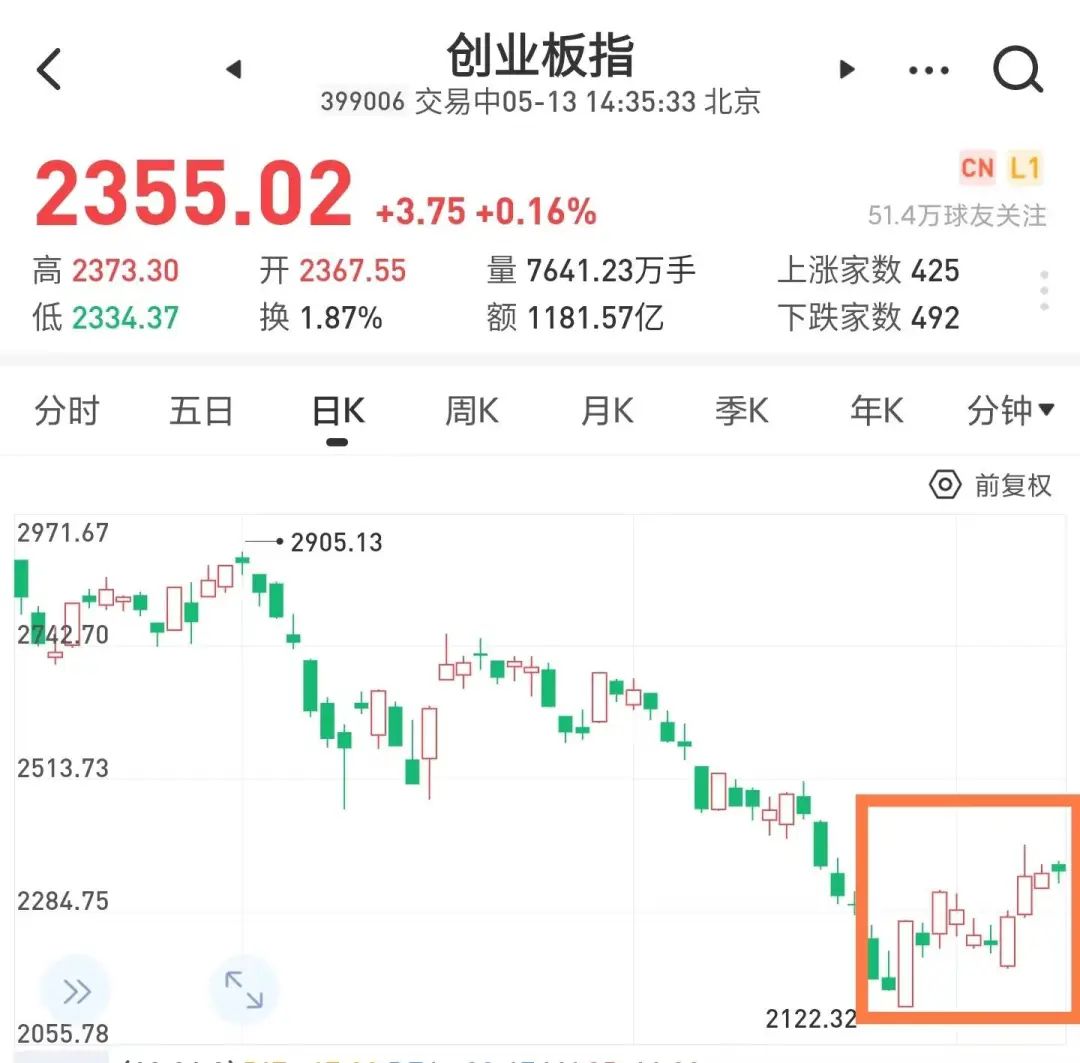 创业板指
399006 交易中05-13 14:35:33 北京
2355.02 +3.75 +0.16%
CN L1
51.4万球友关注
高 2373.30 开 2367.55 量 7641.23万手 上涨家数 425
低 2334.37 换 1.87% 额 1181.57亿 下跌家数 492
分时 五日 日K 周K 月K 季K 年K 分钟
前复权
2971.67
2905.13
2742.70
2513.73
2284.75
2122.32
2055.78